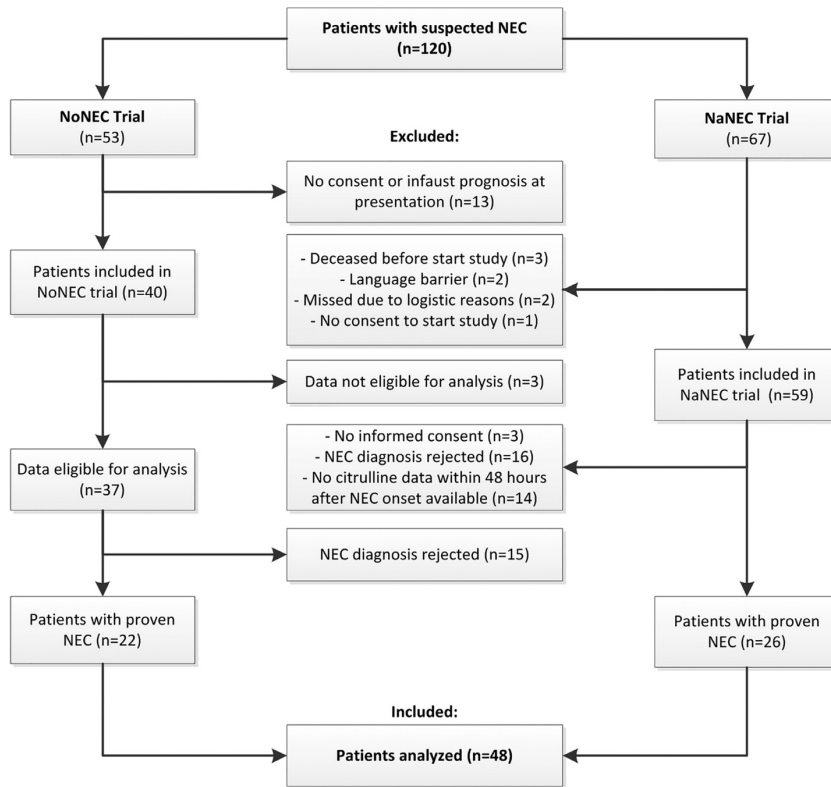 Patients with suspected NEC
(n=120)
NoNEC Trial
(n=53)
NaNEC Trial
(n=67)
Excluded:
No consent or infaust prognosis at
presentation (n=13)
Patients included in
NoNEC trial (n=40)
- Deceased before start study (n=3)
- Language barrier (n=2)
- Missed due to logistic reasons (n=2)
- No consent to start study (n=1)
Data not eligible for analysis (n=3)
Patients included in
NaNEC trial (n=59)
Data eligible for analysis
(n=37)
- No informed consent (n=3)
- NEC diagnosis rejected (n=16)
- No citrulline data within 48 hours
after NEC onset available (n=14)
NEC diagnosis rejected (n=15)
Patients with proven
NEC (n=22)
Patients with proven
NEC (n=26)
Included:
Patients analyzed (n=48)